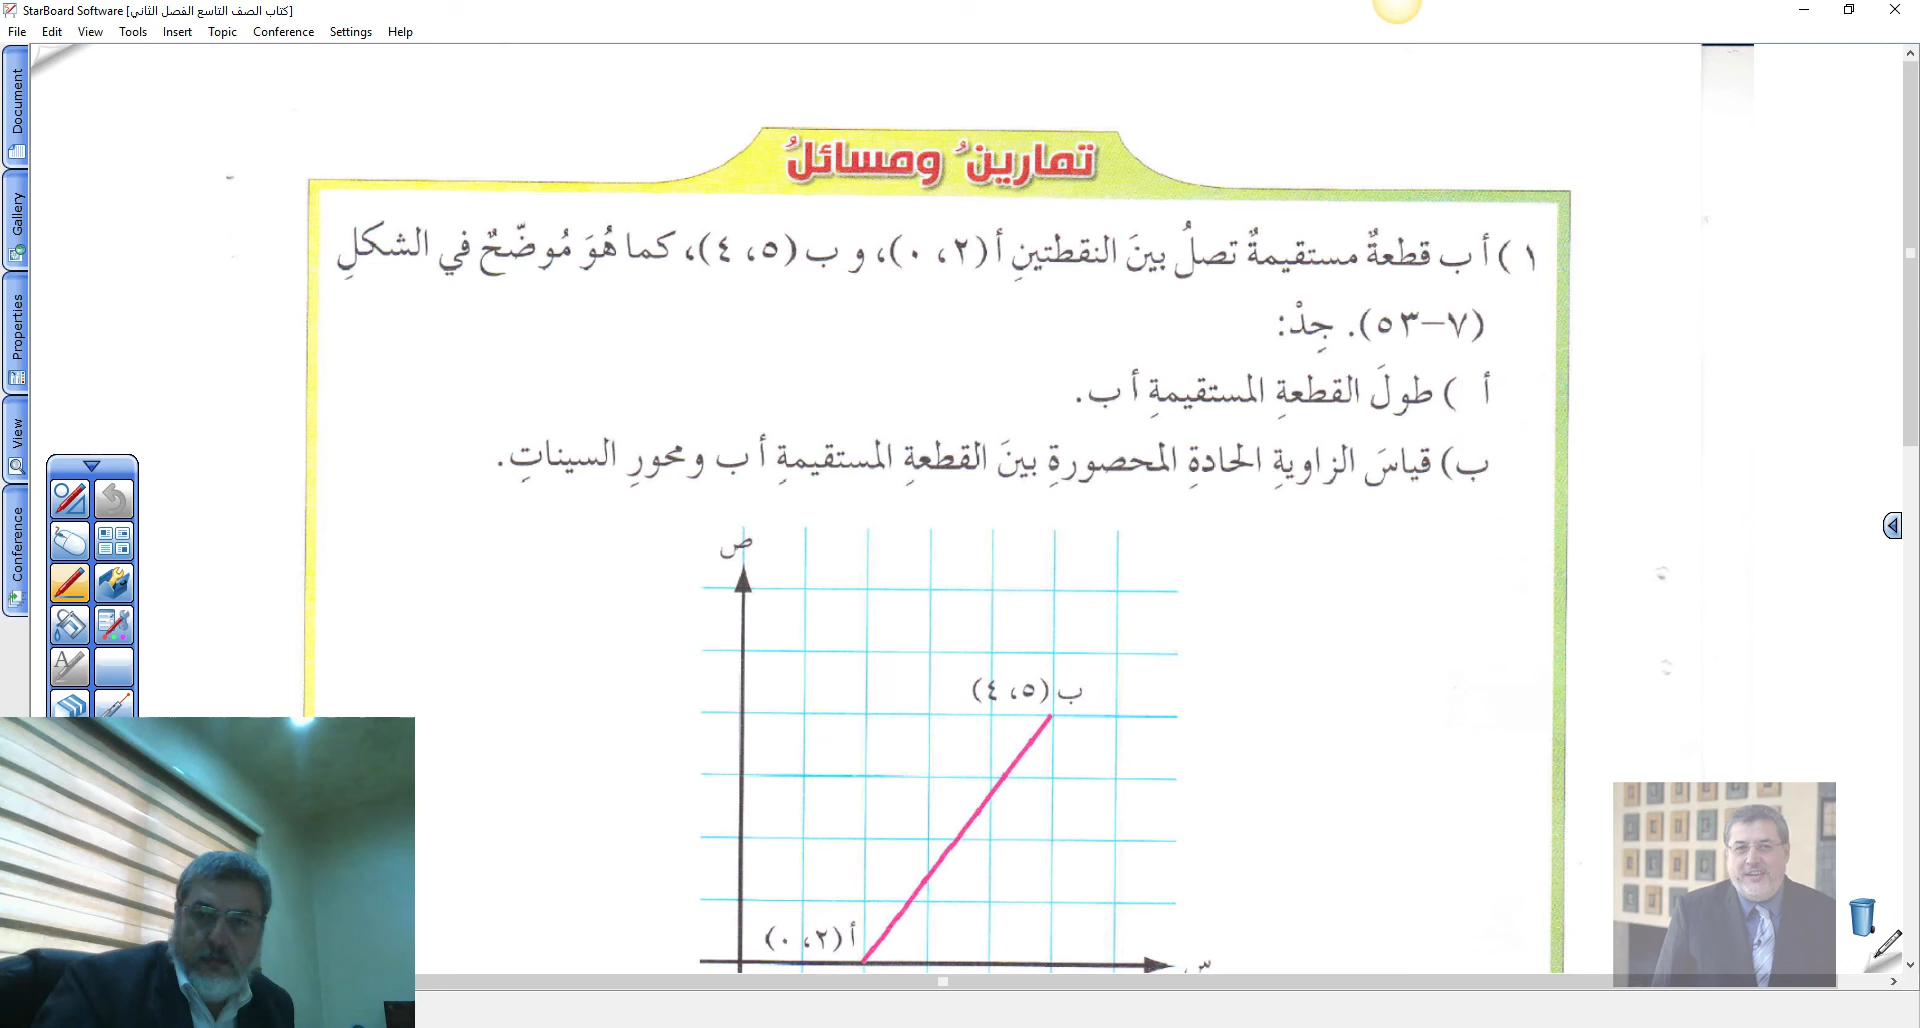 StarBoard Software [كتاب الصف التاسع الفصل الثاني]
File Edit View Tools Insert Topic Conference Settings Help
Document
Gallery
Properties
View
Conference
تمارينُ ومسائلُ
١ ) أ ب قطعةٌ مستقيمةٌ تصلُ بينَ النقطتينِ أ (٢، ٠)، و ب (٥، ٤)، كما هُوَ مُوضّحٌ في الشكلِ
(٧–٥٣). جِدْ:
أ ) طولَ القطعةِ المستقيمةِ أ ب.
ب) قياسَ الزاويةِ الحادةِ المحصورةِ بينَ القطعةِ المستقيمةِ أ ب ومحورِ السيناتِ.
ص
ب (٥، ٤)
أ (٢، ٠)
س
A